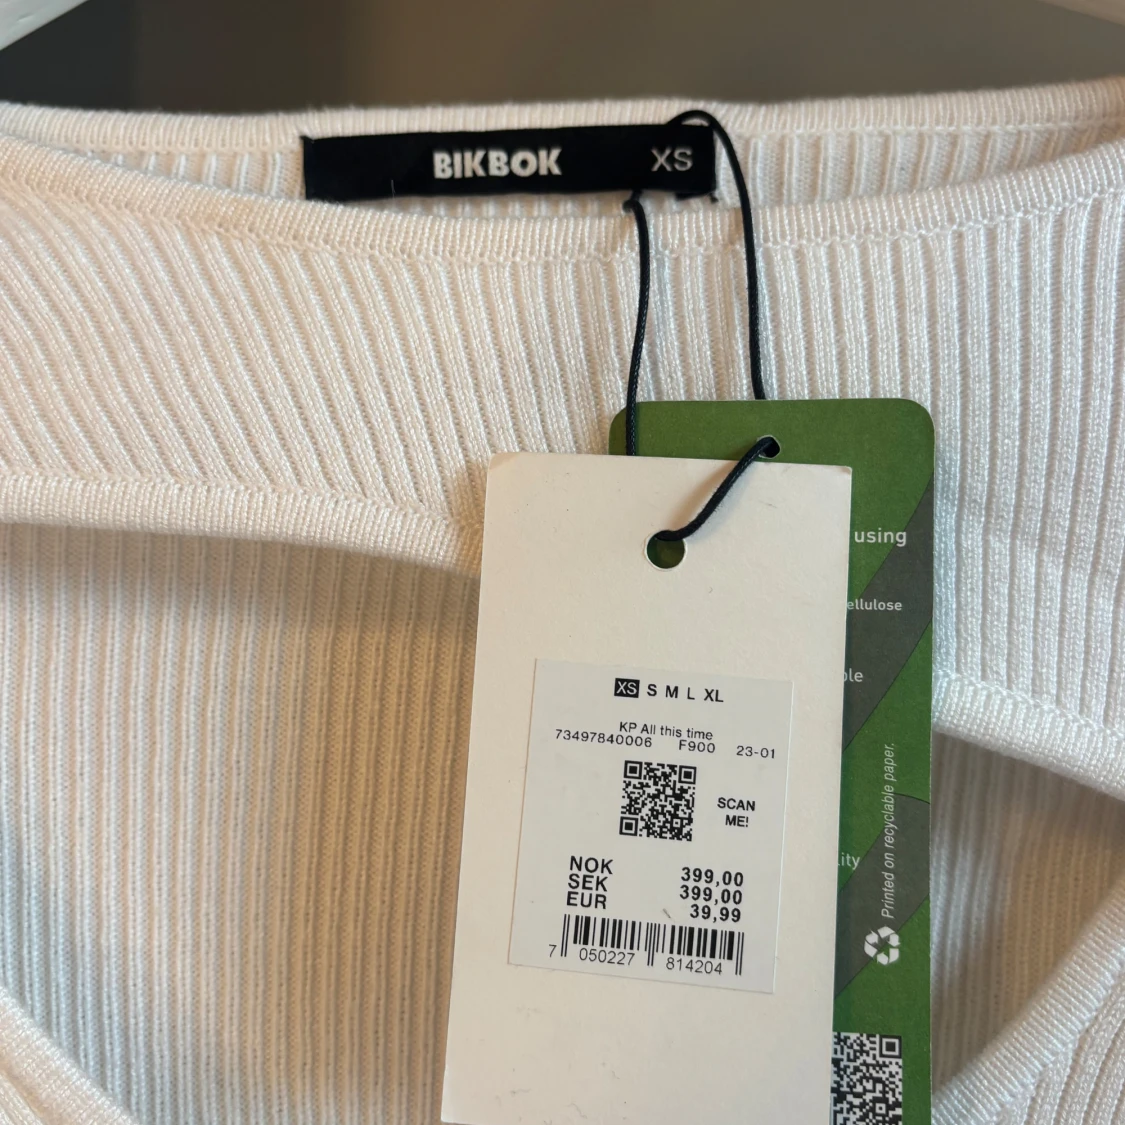 BIKBOK XS
using
ellulose
ble
lity
Printed on recyclable paper.
XS S M L XL
KP All this time
73497840006 F900 23-01
SCAN
ME!
NOK 399,00
SEK 399,00
EUR 39,99
7 050227 814204